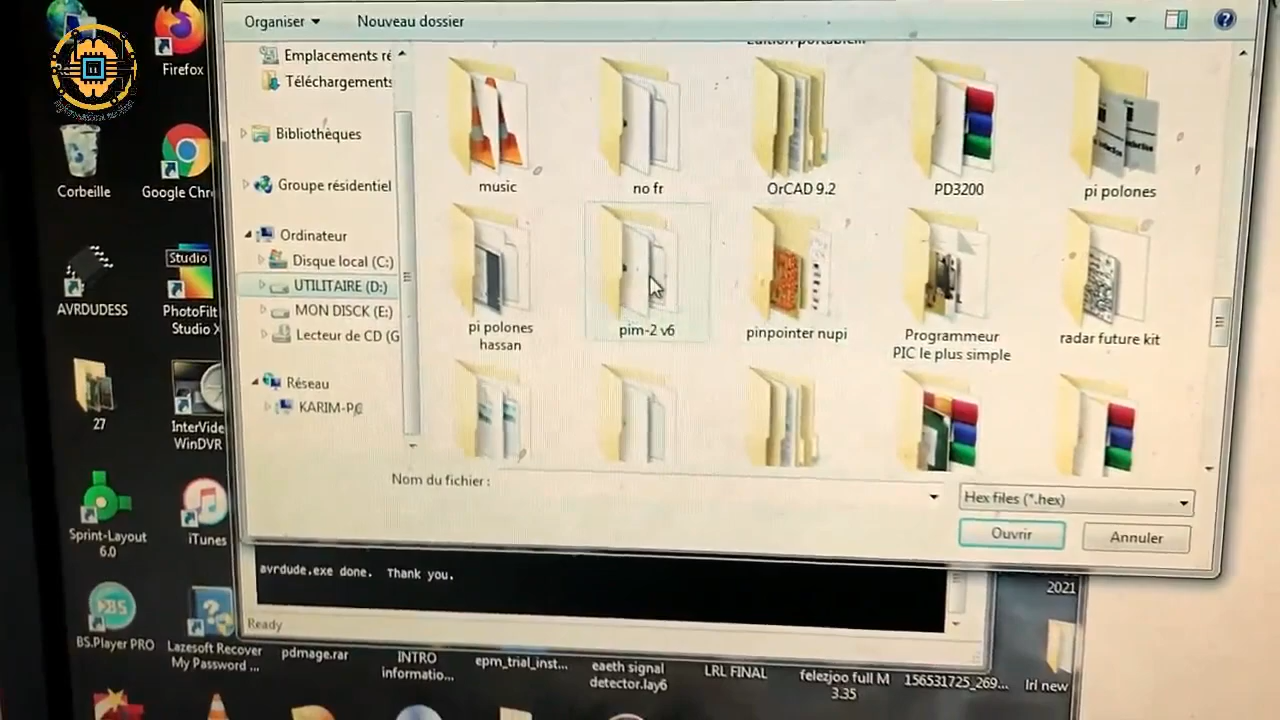 Organiser
Nouveau dossier
Firefox
Corbeille
Google Chr
AVRDUDESS
Studio
PhotoFilt
Studio X
27
InterVide
WinDVR
Sprint-Layout
6.0
iTunes
BS.Player PRO
Lazesoft Recover
My Password ...
Emplacements ré
Téléchargements
Bibliothèques
Groupe résidentiel
Ordinateur
Disque local (C:)
UTILITAIRE (D:)
MON DISCK (E:)
Lecteur de CD (G
Réseau
KARIM-PC
music
no fr
OrCAD 9.2
PD3200
pi polones
pi polones
hassan
pim-2 v6
pinpointer nupi
Programmeur
PIC le plus simple
radar future kit
Nom du fichier :
Hex files (*.hex)
Ouvrir
Annuler
avrdude.exe done. Thank you.
Ready
2021
pdmage.rar
INTRO
informatio...
epm_trial_inst...
eaeth signal
detector.lay6
LRL FINAL
felezjoo full M
3.35
156531725_269...
lrl new